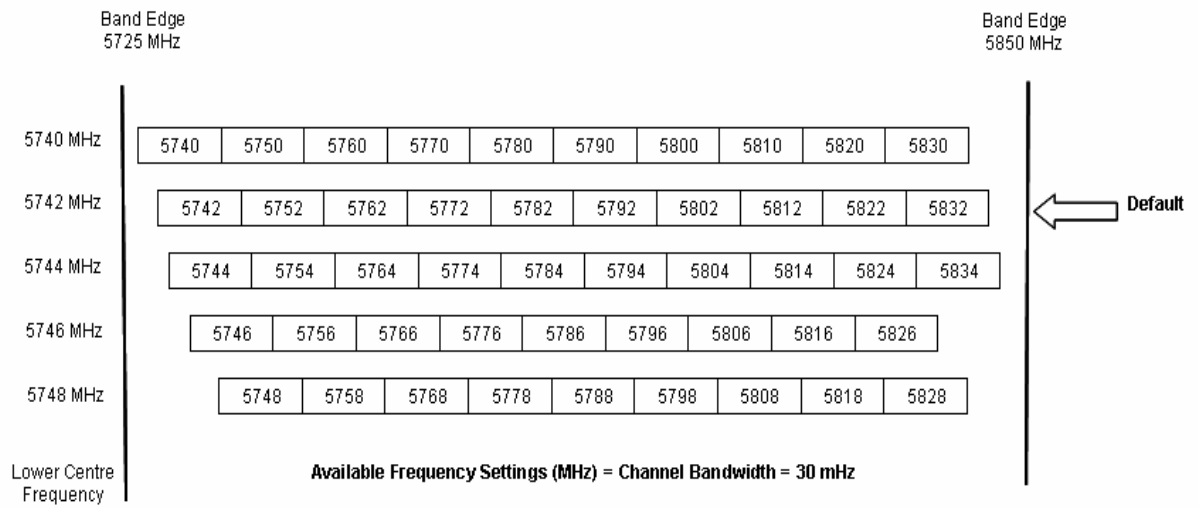 Band Edge
5725 MHz
Band Edge
5850 MHz
5740 MHz 5740 5750 5760 5770 5780 5790 5800 5810 5820 5830
5742 MHz 5742 5752 5762 5772 5782 5792 5802 5812 5822 5832 Default
5744 MHz 5744 5754 5764 5774 5784 5794 5804 5814 5824 5834
5746 MHz 5746 5756 5766 5776 5786 5796 5806 5816 5826
5748 MHz 5748 5758 5768 5778 5788 5798 5808 5818 5828
Lower Centre
Frequency
Available Frequency Settings (MHz) = Channel Bandwidth = 30 mHz